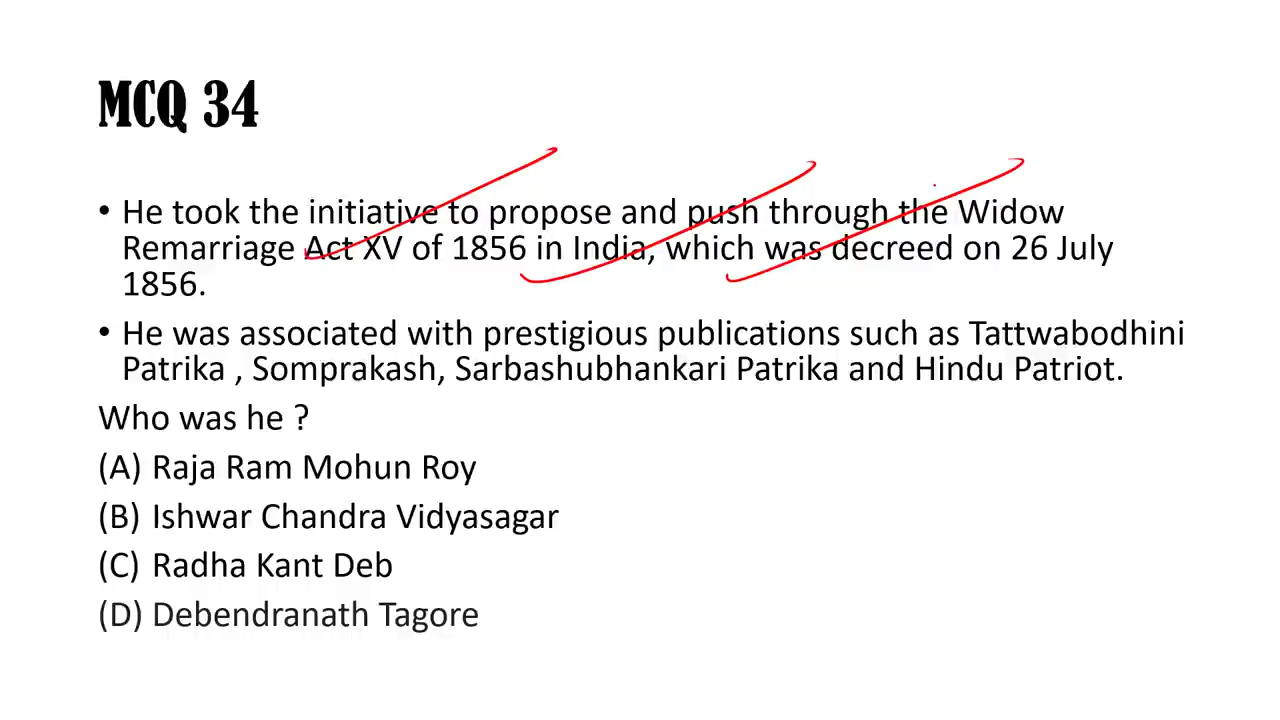 MCQ 34
• He took the initiative to propose and push through the Widow
Remarriage Act XV of 1856 in India, which was decreed on 26 July
1856.
• He was associated with prestigious publications such as Tattwabodhini
Patrika , Somprakash, Sarbashubhankari Patrika and Hindu Patriot.
Who was he ?
(A) Raja Ram Mohun Roy
(B) Ishwar Chandra Vidyasagar
(C) Radha Kant Deb
(D) Debendranath Tagore